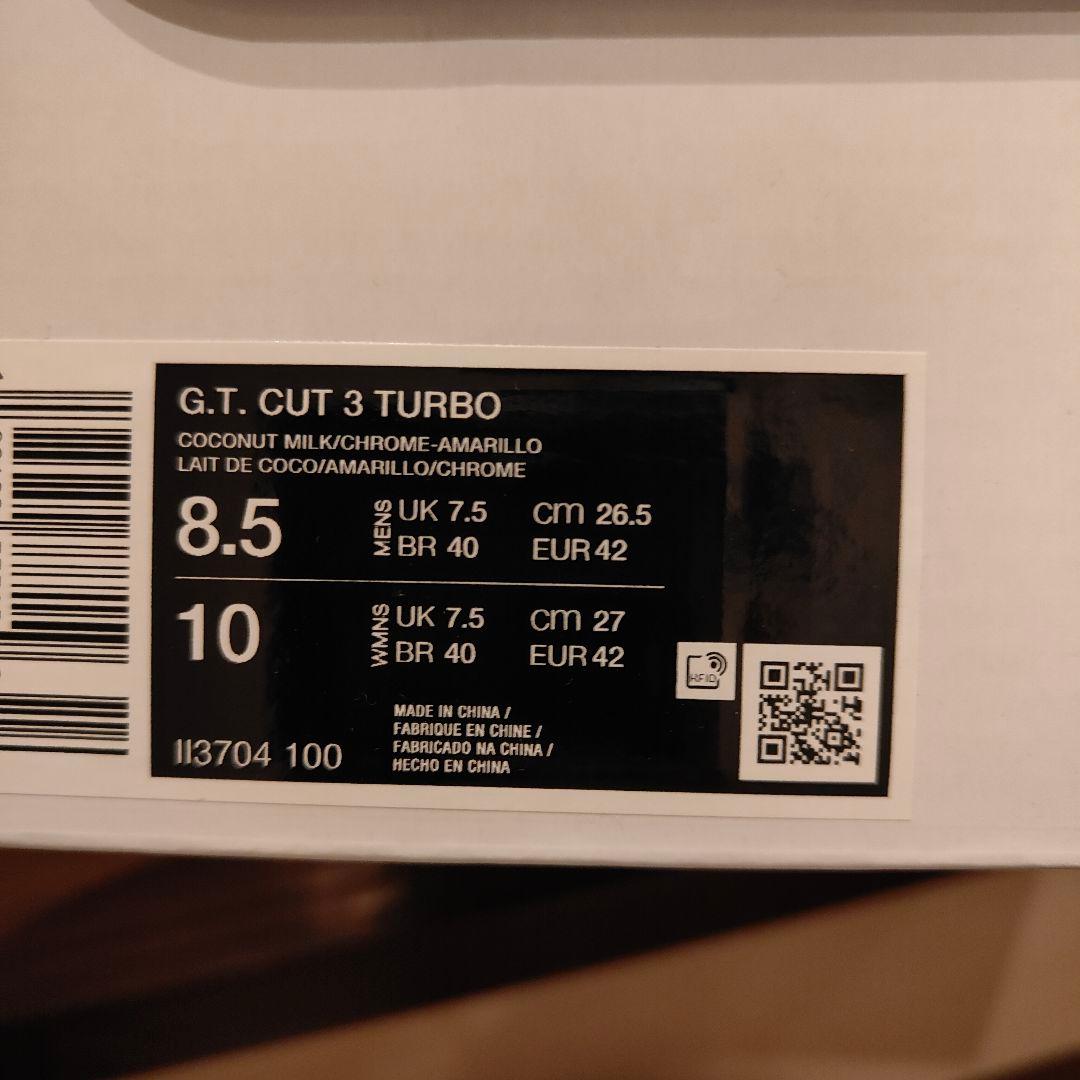 G.T. CUT 3 TURBO
COCONUT MILK/CHROME-AMARILLO
LAIT DE COCO/AMARILLO/CHROME
8.5 MENS UK 7.5 cm 26.5
BR 40 EUR 42
10 WMNS UK 7.5 cm 27
BR 40 EUR 42
RFID
MADE IN CHINA /
FABRIQUE EN CHINE /
FABRICADO NA CHINA /
HECHO EN CHINA
II3704 100